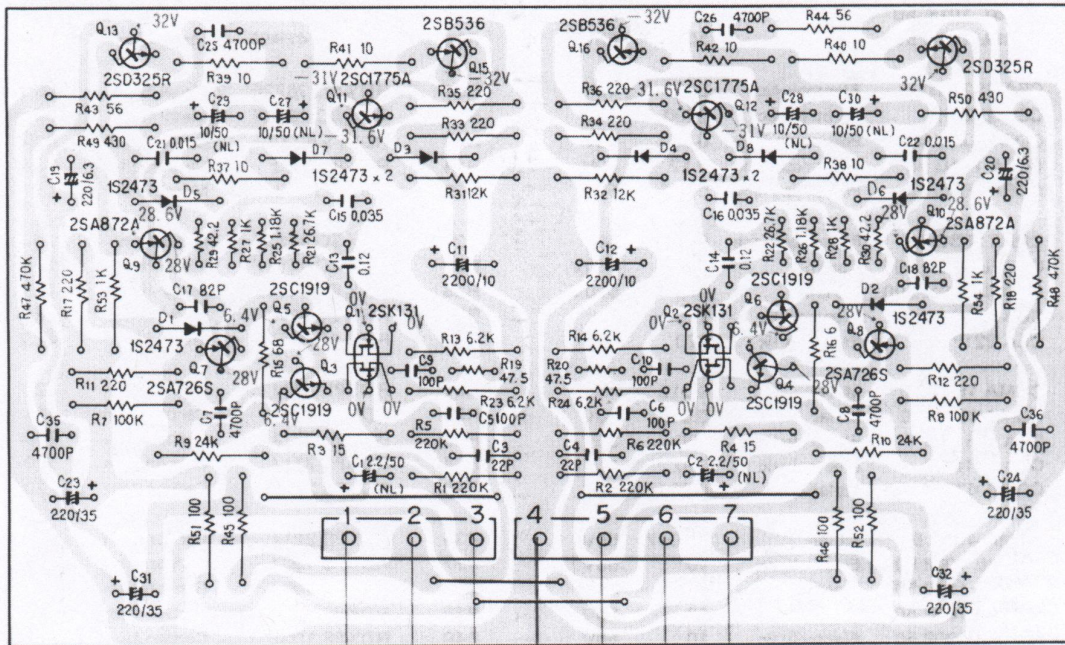 Q13
32V
C25 4700P
2SB536
2SB536
-32V
C26 4700P
R44 56
R41 10
R42 10
R40 10
Q16
2SD325R
R39 10
Q15
2SD325R
-31V
2SC1775A
-32V
2SC1775A
32V
R43 56
Q11
R35 220
R36 220
31.6V
Q12
R50 430
C25
C27
C28
C30
10/50
10/50 (NL)
-31.6V
R33 220
R34 220
-31V
10/50
10/50 (NL)
R49 430
(NL)
(NL)
C21 0.015
D7
D3
D4
D8
C22 0.015
C19
220/6.3
R37 10
1S2473 × 2
1S2473 × 2
R38 10
C20
220/6.3
1S2473
D5
R31 12K
R32 12K
D6
1S2473
28.6V
C15 0.035
C16 0.035
28V
28.6V
2SA872A
Q10
2SA872A
Q9
28V
R29 42.2
R27 1K
R25 1.18K
R21 26.7K
C13
0.12
C11
2200/10
C12
2200/10
C14
0.12
R22 26.7K
R26 1.18K
R28 1K
R30 42.2
R47 470K
R17 220
R53 1K
C17 82P
2SC1919
2SC1919
C18 82P
R54 1K
R18 220
R48 470K
6.4V
Q5
0V
0V
Q6
D2
D1
Q1
2SK131
Q2
2SK131
28V
1S2473
1S2473
28V
0V
0V
6.4V
Q8
R13 6.2K
R14 6.2K
Q7
R15 68
Q3
C9
100P
R19
47.5
R20
47.5
C10
100P
Q4
R16 6
R11 220
2SA726S
28V
28V
2SA726S
R12 220
R23 6.2K
R24 6.2K
R7 100K
C7
4700P
2SC1919
0V
0V
C5 100P
C6
100P
0V
0V
2SC1919
C8
4700P
R8 100K
6.4V
C35
4700P
R9 24K
R3 15
R5
220K
C3
22P
C4
22P
R6 220K
R4 15
R10 24K
C36
4700P
C1 2.2/50
(NL)
R1 220K
R2 220K
C2 2.2/50
(NL)
C23
220/35
C24
220/35
R51 100
R45 100
R46 100
R52 100
1 2 3 4 5 6 7
C31
220/35
C32
220/35